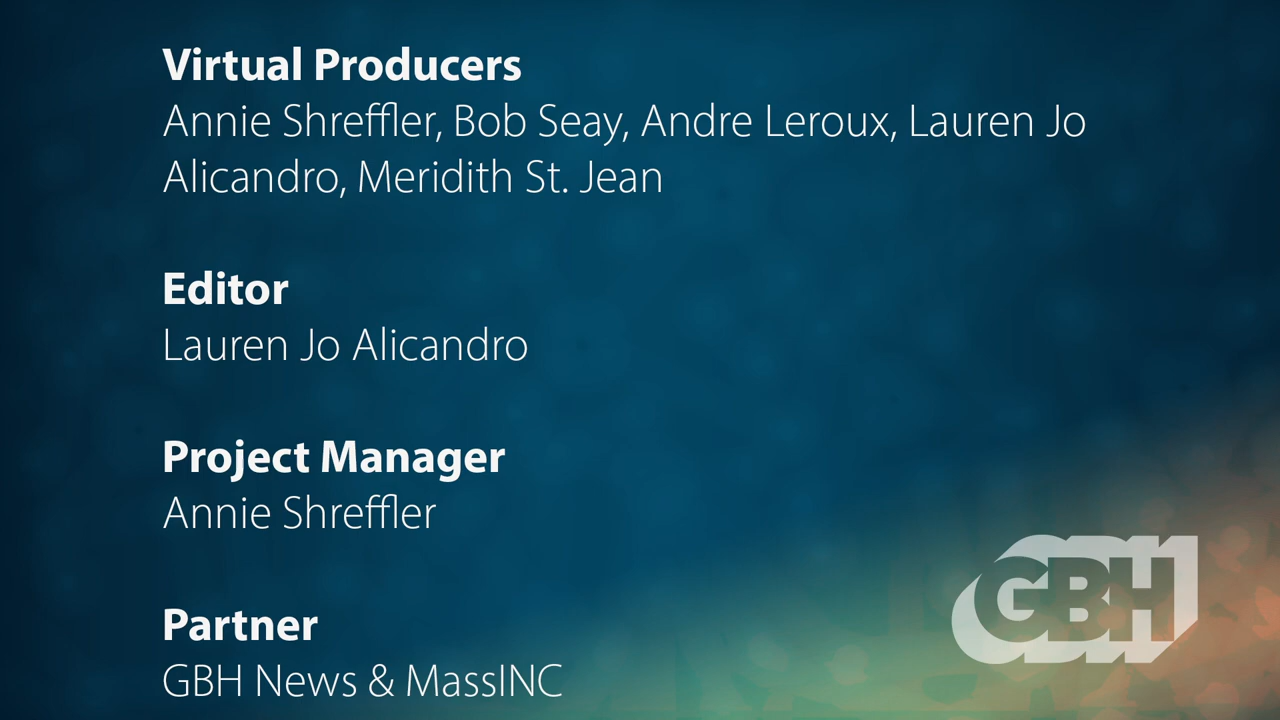 Virtual Producers
Annie Shreffler, Bob Seay, Andre Leroux, Lauren Jo
Alicandro, Meridith St. Jean
Editor
Lauren Jo Alicandro
Project Manager
Annie Shreffler
Partner
GBH News & MassINC
GBH